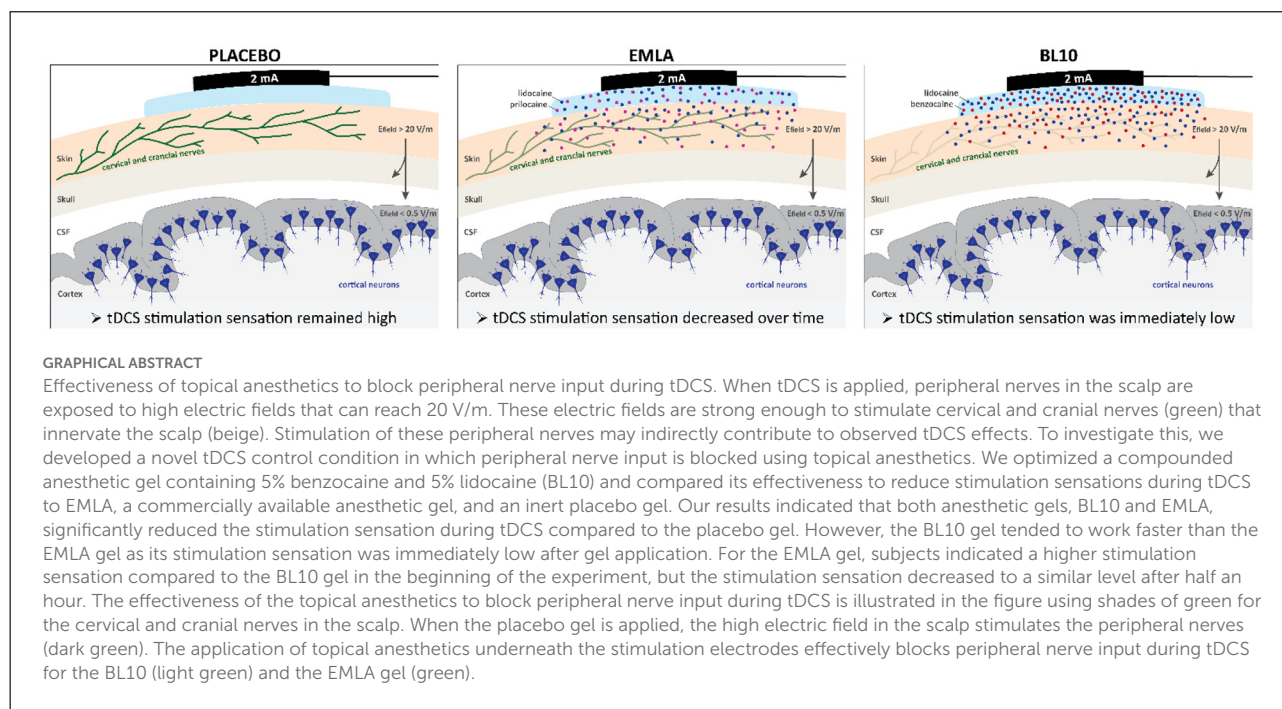 PLACEBO
2 mA
Efield > 20 V/m
Skin
cervical and crancial nerves
Skull
Efield < 0.5 V/m
CSF
cortical neurons
Cortex
➢ tDCS stimulation sensation remained high
EMLA
2 mA
lidocaine
prilocaine
Efield > 20 V/m
Skin
cervical and crancial nerves
Skull
Efield < 0.5 V/m
CSF
cortical neurons
Cortex
➢ tDCS stimulation sensation decreased over time
BL10
2 mA
lidocaine
benzocaine
Efield > 20 V/m
Skin
cervical and crancial nerves
Skull
Efield < 0.5 V/m
CSF
cortical neurons
Cortex
➢ tDCS stimulation sensation was immediately low
GRAPHICAL ABSTRACT
Effectiveness of topical anesthetics to block peripheral nerve input during tDCS. When tDCS is applied, peripheral nerves in the scalp are
exposed to high electric fields that can reach 20 V/m. These electric fields are strong enough to stimulate cervical and cranial nerves (green) that
innervate the scalp (beige). Stimulation of these peripheral nerves may indirectly contribute to observed tDCS effects. To investigate this, we
developed a novel tDCS control condition in which peripheral nerve input is blocked using topical anesthetics. We optimized a compounded
anesthetic gel containing 5% benzocaine and 5% lidocaine (BL10) and compared its effectiveness to reduce stimulation sensations during tDCS
to EMLA, a commercially available anesthetic gel, and an inert placebo gel. Our results indicated that both anesthetic gels, BL10 and EMLA,
significantly reduced the stimulation sensation during tDCS compared to the placebo gel. However, the BL10 gel tended to work faster than the
EMLA gel as its stimulation sensation was immediately low after gel application. For the EMLA gel, subjects indicated a higher stimulation
sensation compared to the BL10 gel in the beginning of the experiment, but the stimulation sensation decreased to a similar level after half an
hour. The effectiveness of the topical anesthetics to block peripheral nerve input during tDCS is illustrated in the figure using shades of green for
the cervical and cranial nerves in the scalp. When the placebo gel is applied, the high electric field in the scalp stimulates the peripheral nerves
(dark green). The application of topical anesthetics underneath the stimulation electrodes effectively blocks peripheral nerve input during tDCS
for the BL10 (light green) and the EMLA gel (green).